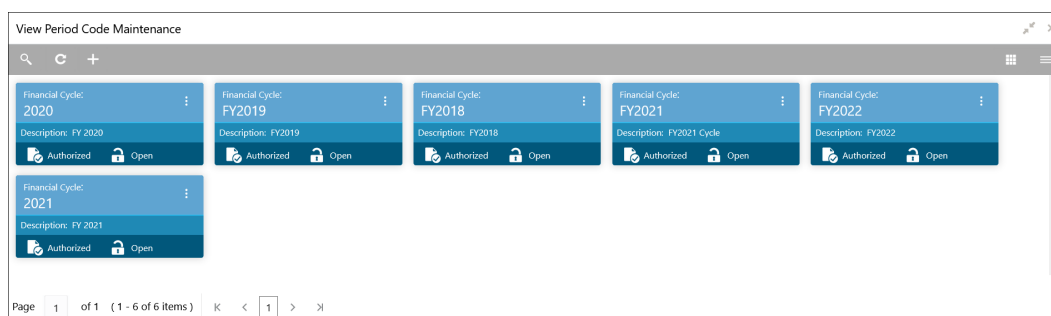 View Period Code Maintenance
Financial Cycle:
2020
Description: FY 2020
Authorized Open
Financial Cycle:
FY2019
Description: FY2019
Authorized Open
Financial Cycle:
FY2018
Description: FY2018
Authorized Open
Financial Cycle:
FY2021
Description: FY2021 Cycle
Authorized Open
Financial Cycle:
FY2022
Description: FY2022
Authorized Open
Financial Cycle:
2021
Description: FY 2021
Authorized Open
Page 1 of 1 ( 1 - 6 of 6 items ) 1